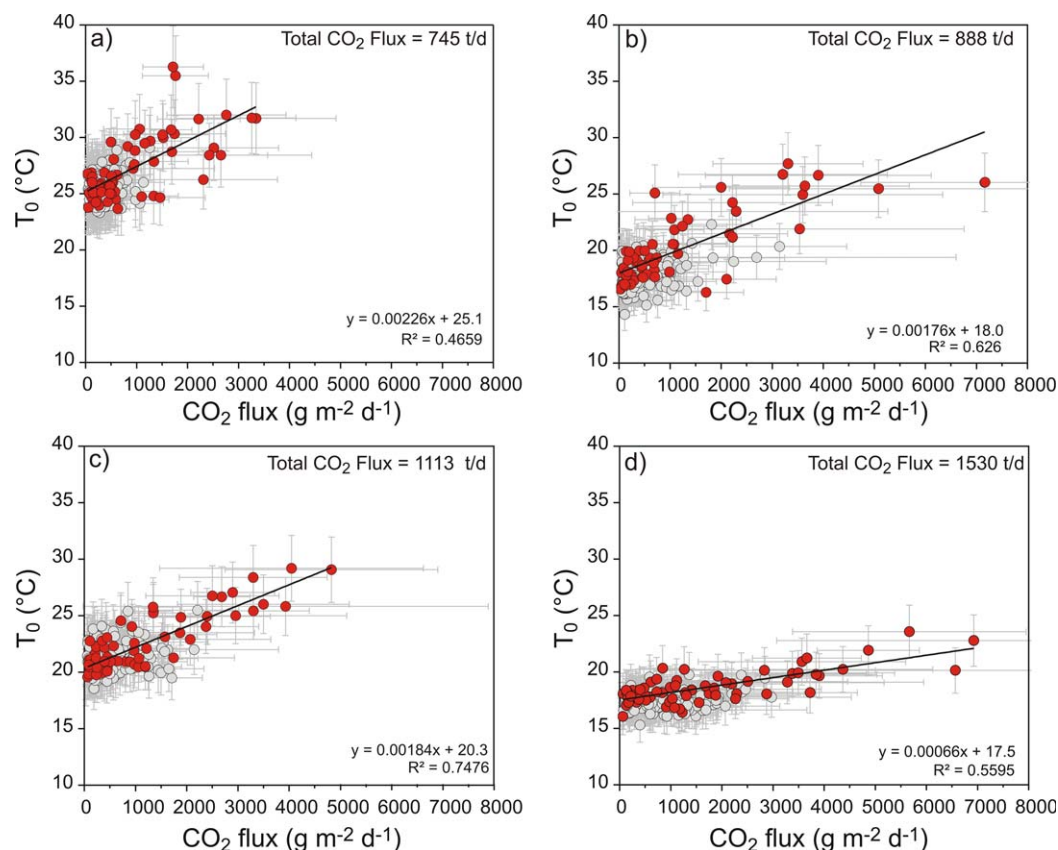 a)
Total CO₂ Flux = 745 t/d
40
35
30
25
20
15
10
T₀ (°C)
y = 0.00226x + 25.1
R² = 0.4659
0 1000 2000 3000 4000 5000 6000 7000 8000
CO₂ flux (g m⁻² d⁻¹)
b)
Total CO₂ Flux = 888 t/d
40
35
30
25
20
15
10
T₀ (°C)
y = 0.00176x + 18.0
R² = 0.626
0 1000 2000 3000 4000 5000 6000 7000 8000
CO₂ flux (g m⁻² d⁻¹)
c)
Total CO₂ Flux = 1113 t/d
40
35
30
25
20
15
10
T₀ (°C)
y = 0.00184x + 20.3
R² = 0.7476
0 1000 2000 3000 4000 5000 6000 7000 8000
CO₂ flux (g m⁻² d⁻¹)
d)
Total CO₂ Flux = 1530 t/d
40
35
30
25
20
15
10
T₀ (°C)
y = 0.00066x + 17.5
R² = 0.5595
0 1000 2000 3000 4000 5000 6000 7000 8000
CO₂ flux (g m⁻² d⁻¹)